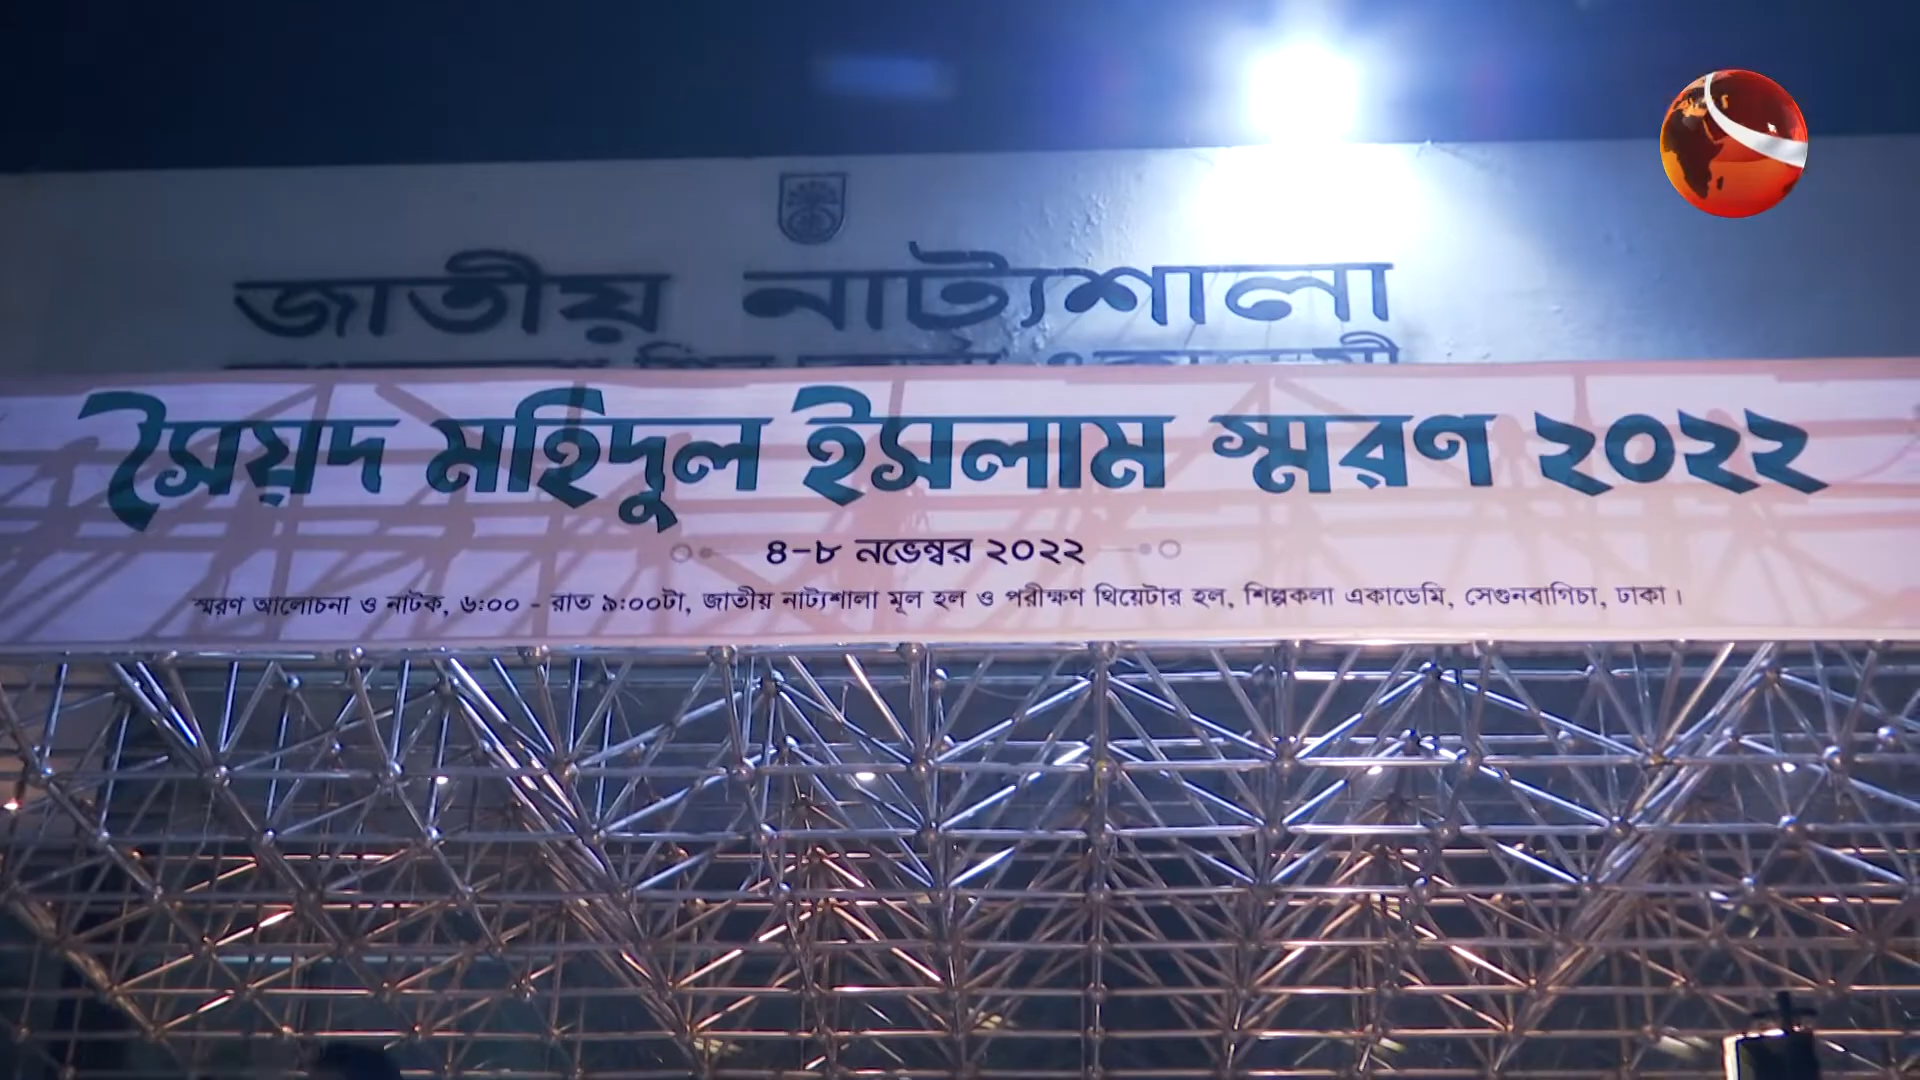 জাতীয় নাট্যশালা
সৈয়দ মহিদুল ইসলাম স্মরণ ২০২২
৪-৮ নভেম্বর ২০২২
স্মরণ আলোচনা ও নাটক, ৬:০০ - রাত ৯:০০টা, জাতীয় নাট্যশালা মূল হল ও পরীক্ষণ থিয়েটার হল, শিল্পকলা একাডেমি, সেগুনবাগিচা, ঢাকা।